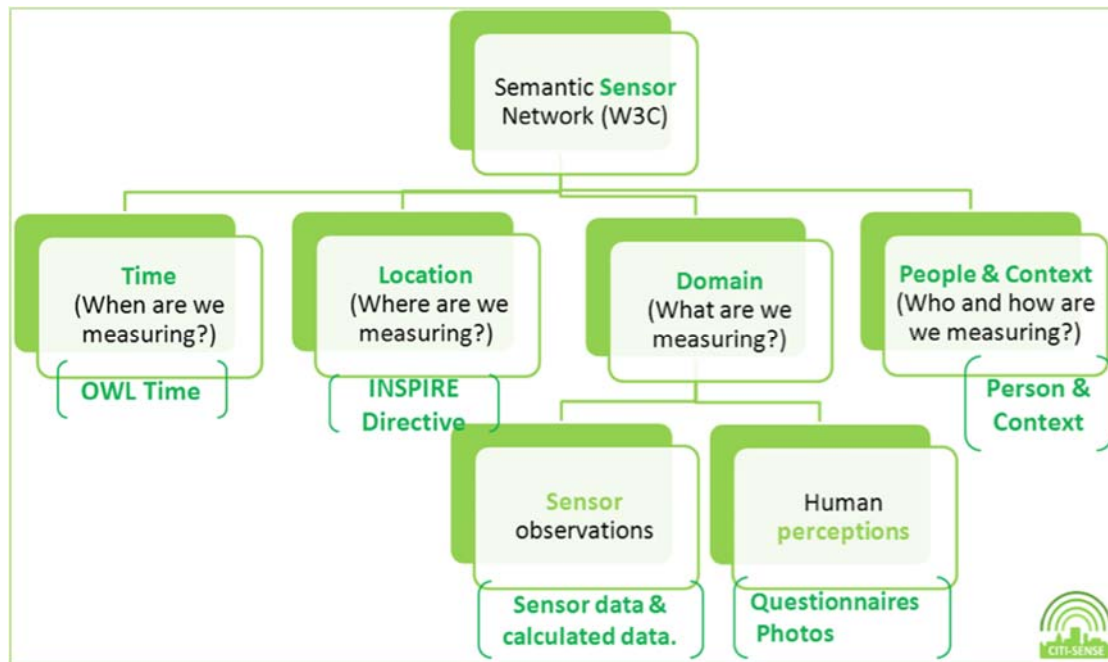 Semantic Sensor
Network (W3C)
Time
(When are we
measuring?)
OWL Time
Location
(Where are we
measuring?)
INSPIRE
Directive
Domain
(What are we
measuring?)
People & Context
(Who and how are
we measuring?)
Person &
Context
Sensor
observations
Sensor data &
calculated data.
Human
perceptions
Questionnaires
Photos
CITI-SENSE